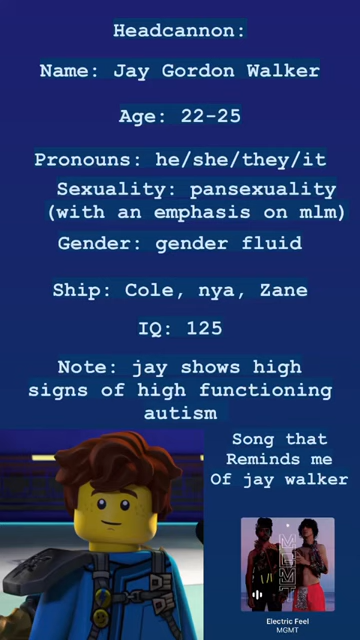 Headcannon:
Name: Jay Gordon Walker
Age: 22-25
Pronouns: he/she/they/it
Sexuality: pansexuality
(with an emphasis on mlm)
Gender: gender fluid
Ship: Cole, nya, Zane
IQ: 125
Note: jay shows high
signs of high functioning
autism
Song that
Reminds me
Of jay walker
MGMT
Electric Feel
MGMT